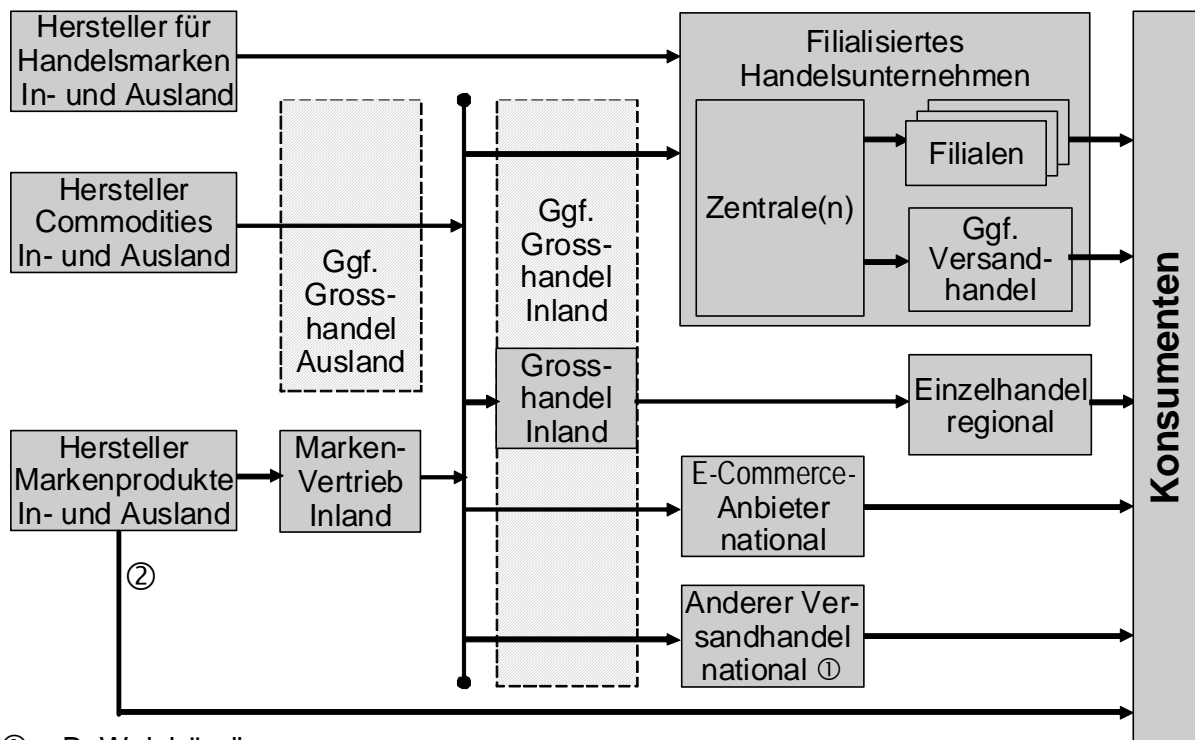 Hersteller für
Handelsmarken
In- und Ausland
Filialisiertes
Handelsunternehmen
Zentrale(n)
Filialen
Ggf.
Versand-
handel
Hersteller
Commodities
In- und Ausland
Ggf.
Gross-
handel
Ausland
Ggf.
Gross-
handel
Inland
Gross-
handel
Inland
Einzelhandel
regional
Hersteller
Markenprodukte
In- und Ausland
Marken-
Vertrieb
Inland
E-Commerce-
Anbieter
national
Anderer Ver-
sandhandel
national ①
②
Konsumenten